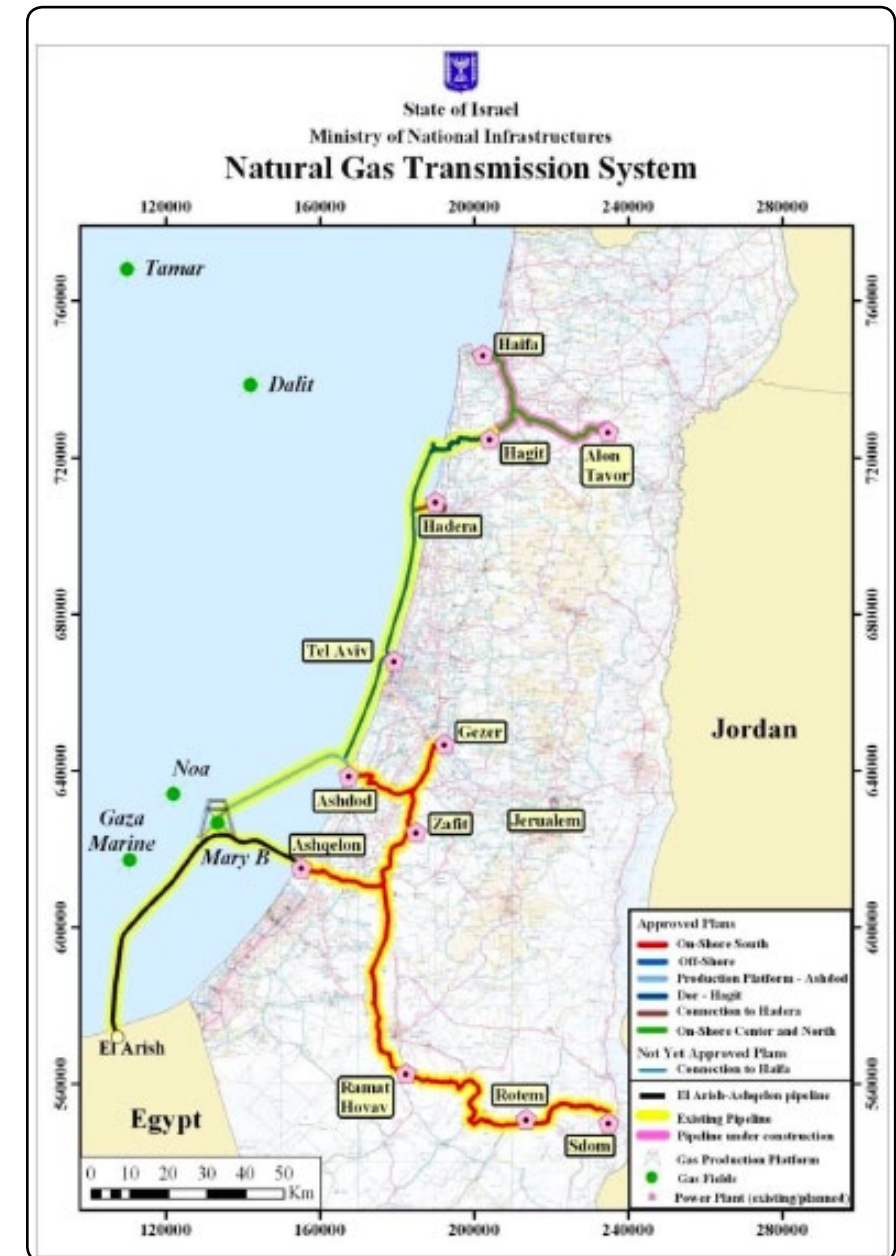 State of Israel
Ministry of National Infrastructures
Natural Gas Transmission System
120000 160000 200000 240000 280000
760000 760000
Tamar
Haifa
Dalit
720000 720000
Hagit
Alon
Tavor
Hadera
680000 680000
Tel Aviv
Gezer
Jordan
640000 640000
Noa
Ashdod
Gaza
Marine
Zafit
Jerualem
Mary B
Ashqelon
600000 600000
El Arish
Egypt
560000 560000
Ramat
Hovav
Rotem
Sdom
Approved Plans
On-Shore South
Off-Shore
Production Platform - Ashdod
Dor - Hagit
Connection to Hadera
On-Shore Center and North
Not Yet Approved Plans
Connection to Haifa
El Arish-Ashqelon pipeline
Existing Pipeline
Pipeline under construction
Gas Production Platform
Gas Fields
Power Plant (existing/planned)
0 10 20 30 40 50
Km
120000 160000 200000 240000 280000